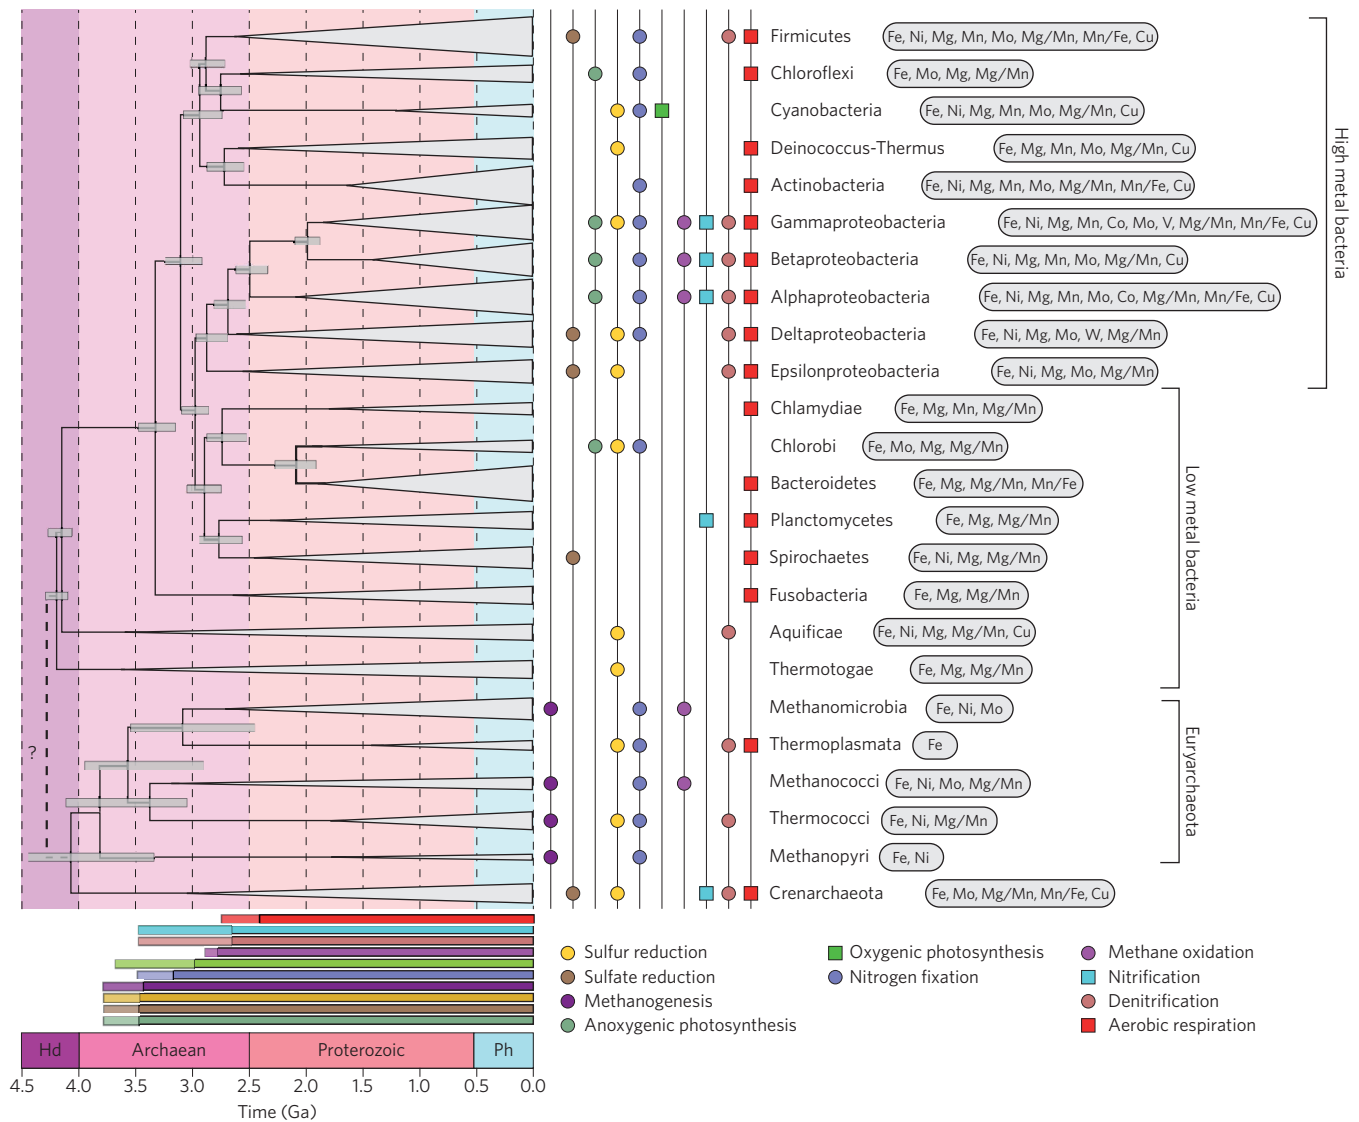 Firmicutes Fe, Ni, Mg, Mn, Mo, Mg/Mn, Mn/Fe, Cu
Chloroflexi Fe, Mo, Mg, Mg/Mn
Cyanobacteria Fe, Ni, Mg, Mn, Mo, Mg/Mn, Cu
Deinococcus-Thermus Fe, Mg, Mn, Mo, Mg/Mn, Cu
Actinobacteria Fe, Ni, Mg, Mn, Mo, Mg/Mn, Mn/Fe, Cu
Gammaproteobacteria Fe, Ni, Mg, Mn, Co, Mo, V, Mg/Mn, Mn/Fe, Cu
Betaproteobacteria Fe, Ni, Mg, Mn, Mo, Mg/Mn, Cu
Alphaproteobacteria Fe, Ni, Mg, Mn, Mo, Co, Mg/Mn, Mn/Fe, Cu
Deltaproteobacteria Fe, Ni, Mg, Mo, W, Mg/Mn
Epsilonproteobacteria Fe, Ni, Mg, Mo, Mg/Mn
High metal bacteria
Chlamydiae Fe, Mg, Mn, Mg/Mn
Chlorobi Fe, Mo, Mg, Mg/Mn
Bacteroidetes Fe, Mg, Mg/Mn, Mn/Fe
Planctomycetes Fe, Mg, Mg/Mn
Spirochaetes Fe, Ni, Mg, Mg/Mn
Fusobacteria Fe, Mg, Mg/Mn
Aquificae Fe, Ni, Mg, Mg/Mn, Cu
Thermotogae Fe, Mg, Mg/Mn
Low metal bacteria
Methanomicrobia Fe, Ni, Mo
?
Thermoplasmata Fe
Methanococci Fe, Ni, Mo, Mg/Mn
Thermococci Fe, Ni, Mg/Mn
Methanopyri Fe, Ni
Euryarchaeota
Crenarchaeota Fe, Mo, Mg/Mn, Mn/Fe, Cu
Sulfur reduction
Sulfate reduction
Methanogenesis
Anoxygenic photosynthesis
Oxygenic photosynthesis
Nitrogen fixation
Methane oxidation
Nitrification
Denitrification
Aerobic respiration
Hd Archaean Proterozoic Ph
4.5 4.0 3.5 3.0 2.5 2.0 1.5 1.0 0.5 0.0
Time (Ga)